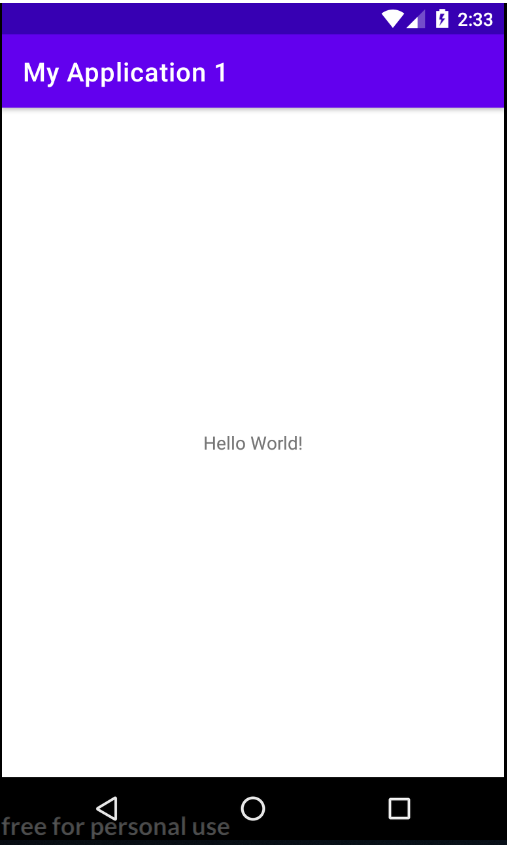 2:33
My Application 1
Hello World!
free for personal use